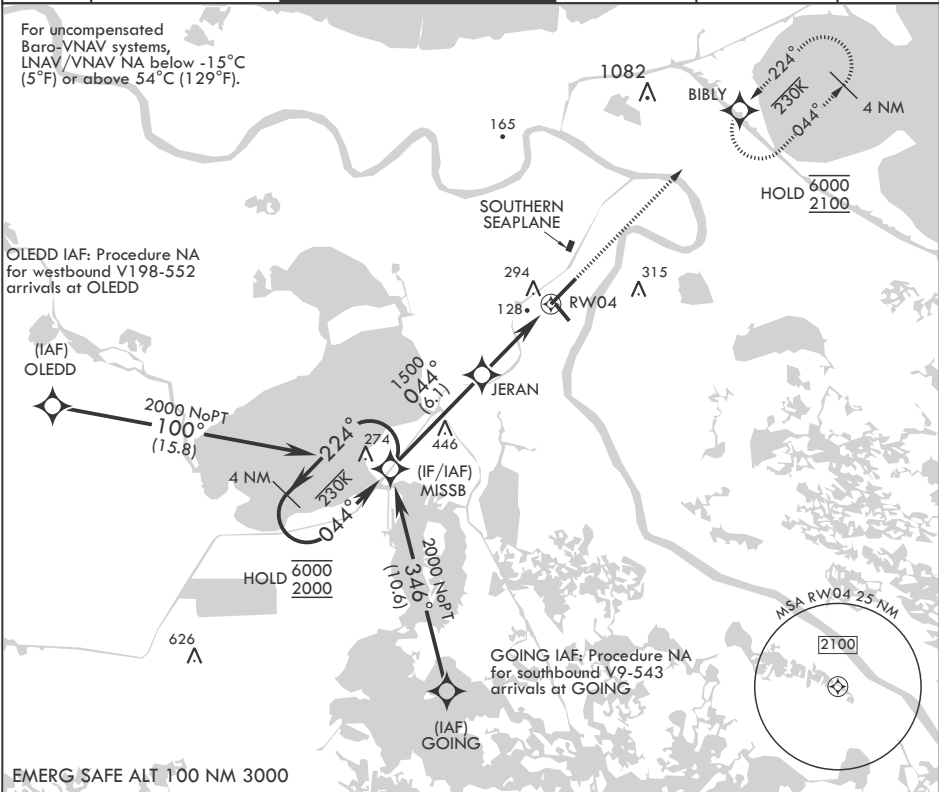 For uncompensated
Baro-VNAV systems,
LNAV/VNAV NA below -15°C
(5°F) or above 54°C (129°F).
1082
BIBLY
224°
230K
044°
4 NM
165
HOLD 6000
2100
SOUTHERN
SEAPLANE
OLEDD IAF: Procedure NA
for westbound V198-552
arrivals at OLEDD
294
315
128
RW04
(IAF)
OLEDD
1500
044°
(6.1)
JERAN
2000 NoPT
100°
(15.8)
224°
274
446
4 NM
230K
(IF/IAF)
MISSB
044°
HOLD 6000
2000
2000 NoPT
346°
(10.6)
MSA RW04 25 NM
2100
626
GOING IAF: Procedure NA
for southbound V9-543
arrivals at GOING
(IAF)
GOING
EMERG SAFE ALT 100 NM 3000